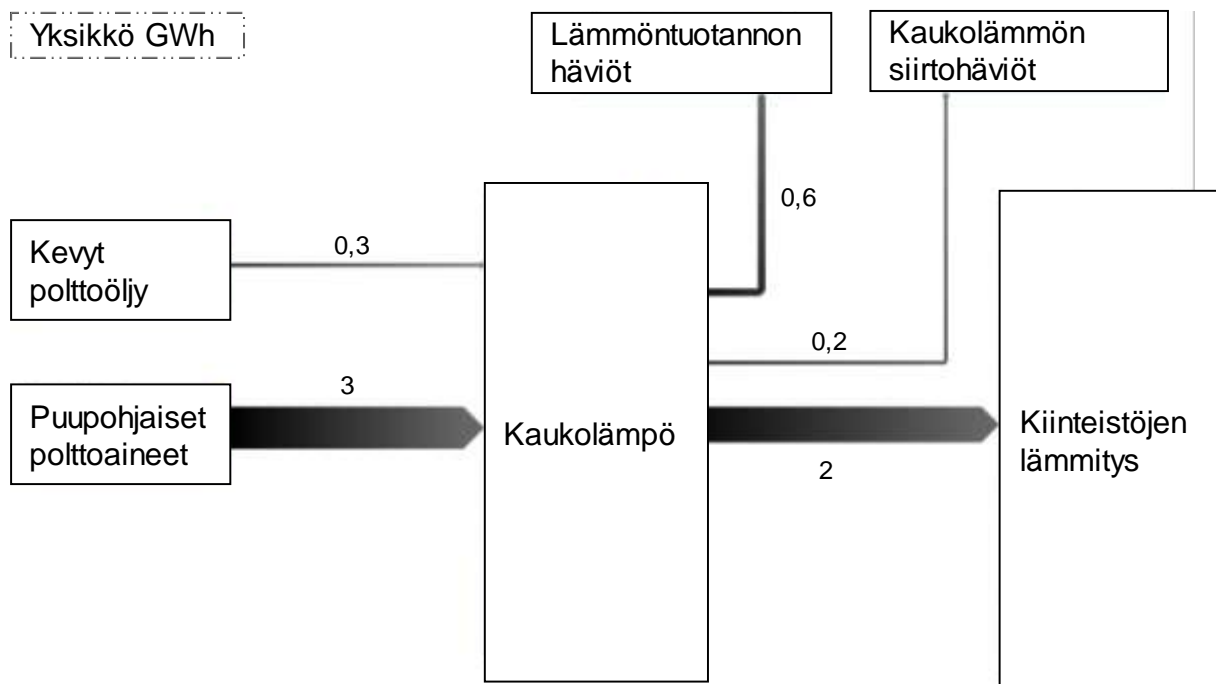 Yksikkö GWh
Lämmöntuotannon
häviöt
Kaukolämmön
siirtohäviöt
0,6
Kevyt
polttoöljy
0,3
0,2
Puupohjaiset
polttoaineet
3
Kaukolämpö
2
Kiinteistöjen
lämmitys